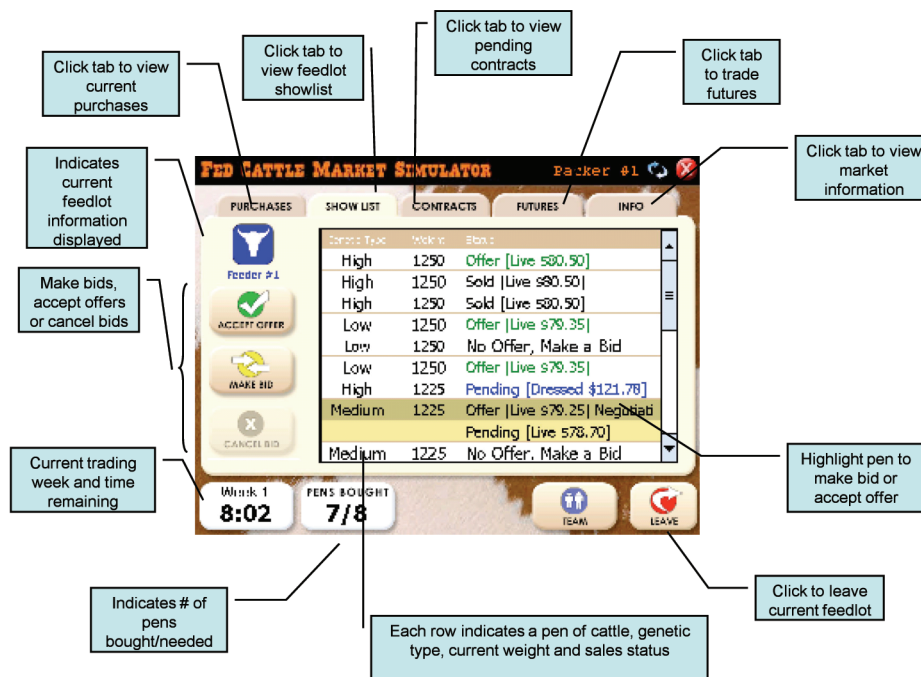 Click tab to view
pending
contracts
Click tab to
view feedlot
showlist
Click tab
to trade
futures
Click tab to view
current
purchases
Click tab to view
market
information
Indicates
current
feedlot
information
displayed
FED CATTLE MARKET SIMULATOR
Packer #1
PURCHASES
SHOW LIST
CONTRACTS
FUTURES
INFO
Feeder #1
Genetic Type Weight Status
High 1250 Offer [Live $80.50]
High 1250 Sold [Live $80.50]
High 1250 Sold [Live $80.50]
Low 1250 Offer [Live $79.35]
Low 1250 No Offer, Make a Bid
Low 1250 Offer [Live $79.35]
High 1225 Pending [Dressed $121.78]
Medium 1225 Offer [Live $79.25] Negotiati
Pending [Live $78.70]
Medium 1225 No Offer, Make a Bid
Make bids,
accept offers
or cancel bids
ACCEPT OFFER
MAKE BID
CANCEL BID
Current trading
week and time
remaining
Week 1
8:02
PENS BOUGHT
7/8
TEAM
LEAVE
Highlight pen to
make bid or
accept offer
Indicates # of
pens
bought/needed
Each row indicates a pen of cattle, genetic
type, current weight and sales status
Click to leave
current feedlot